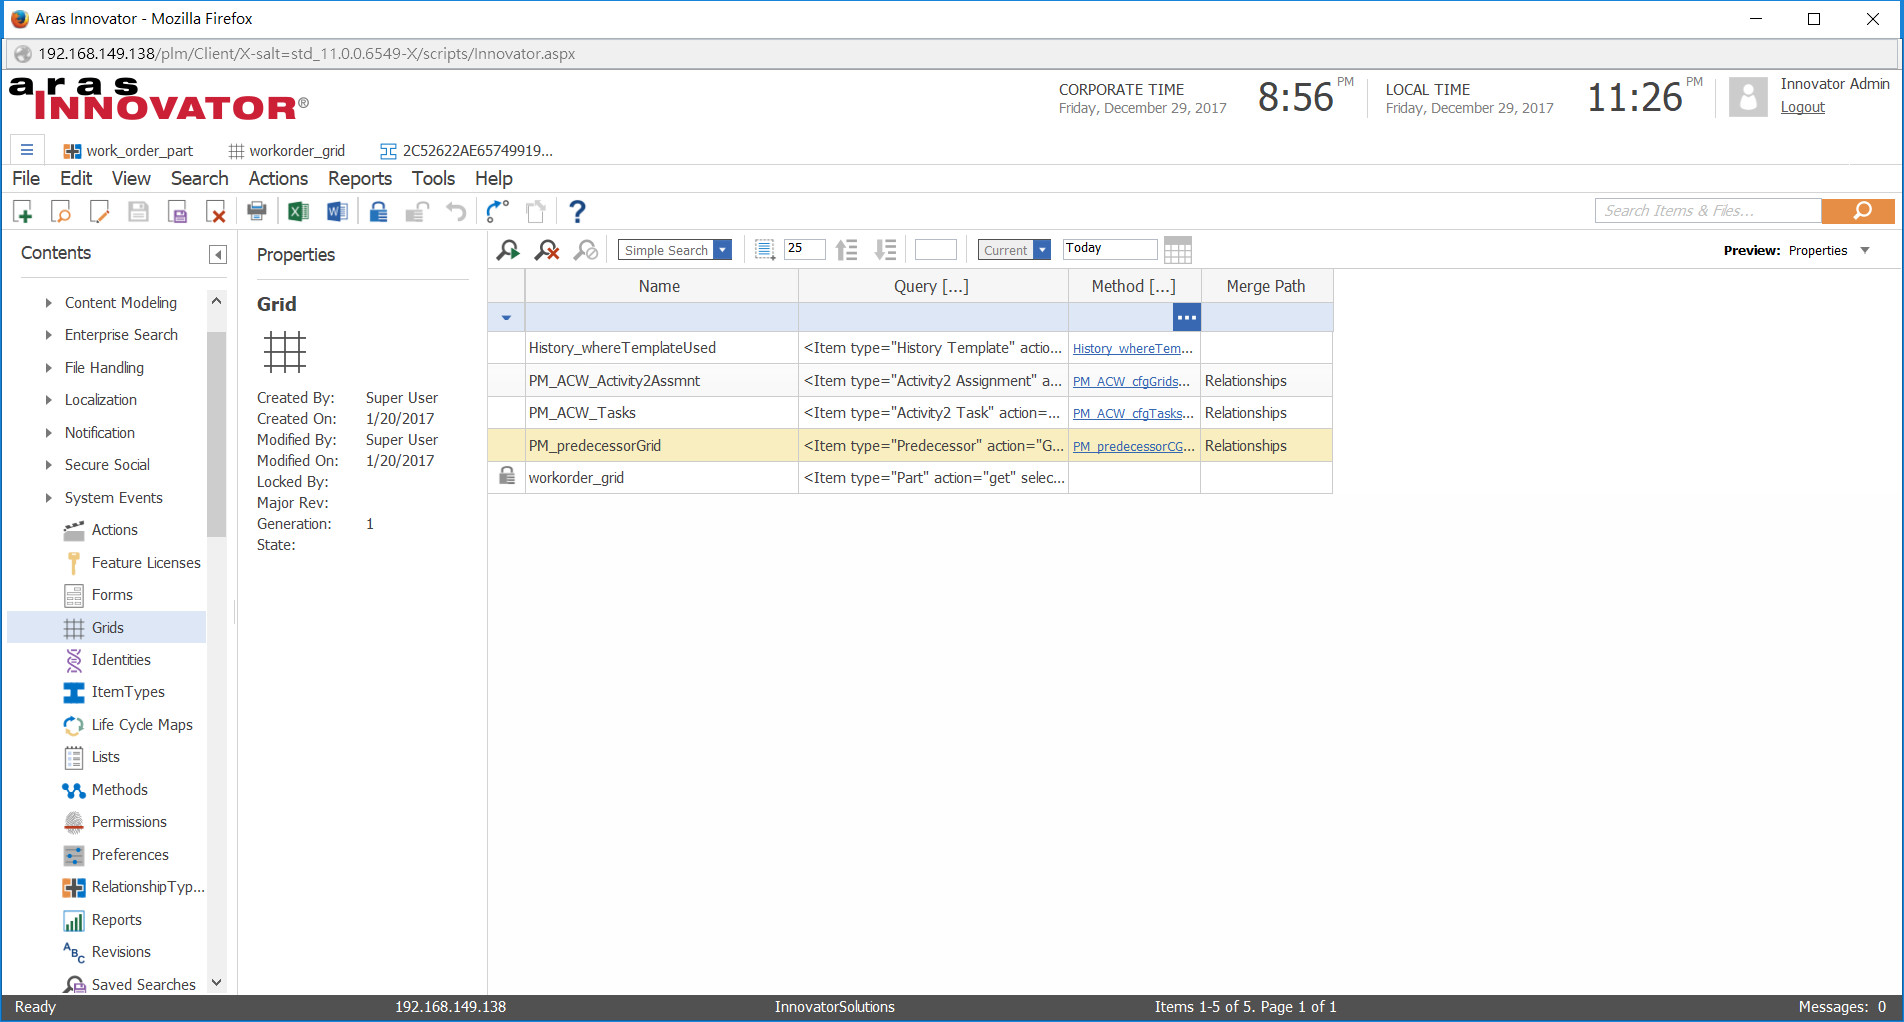 Aras Innovator - Mozilla Firefox
192.168.149.138/plm/Client/X-salt=std_11.0.0.6549-X/scripts/Innovator.aspx
aras
INNOVATOR®
CORPORATE TIME
Friday, December 29, 2017
8:56 PM
LOCAL TIME
Friday, December 29, 2017
11:26 PM
Innovator Admin
Logout
work_order_part workorder_grid 2C52622AE65749919...
File Edit View Search Actions Reports Tools Help
Search Items & Files...
Contents
Content Modeling
Enterprise Search
File Handling
Localization
Notification
Secure Social
System Events
Actions
Feature Licenses
Forms
Grids
Identities
ItemTypes
Life Cycle Maps
Lists
Methods
Permissions
Preferences
RelationshipTyp...
Reports
Revisions
Saved Searches
Properties
Grid
Created By: Super User
Created On: 1/20/2017
Modified By: Super User
Modified On: 1/20/2017
Locked By:
Major Rev:
Generation: 1
State:
Simple Search 25 Current Today Preview: Properties
Name Query [...] Method [...] Merge Path
History_whereTemplateUsed <Item type="History Template" actio... History_whereTem...
PM_ACW_Activity2Assmnt <Item type="Activity2 Assignment" a... PM_ACW_cfgGrids... Relationships
PM_ACW_Tasks <Item type="Activity2 Task" action=... PM_ACW_cfgTasks... Relationships
PM_predecessorGrid <Item type="Predecessor" action="G... PM_predecessorCG... Relationships
workorder_grid <Item type="Part" action="get" selec...
Ready 192.168.149.138 InnovatorSolutions Items 1-5 of 5. Page 1 of 1 Messages: 0